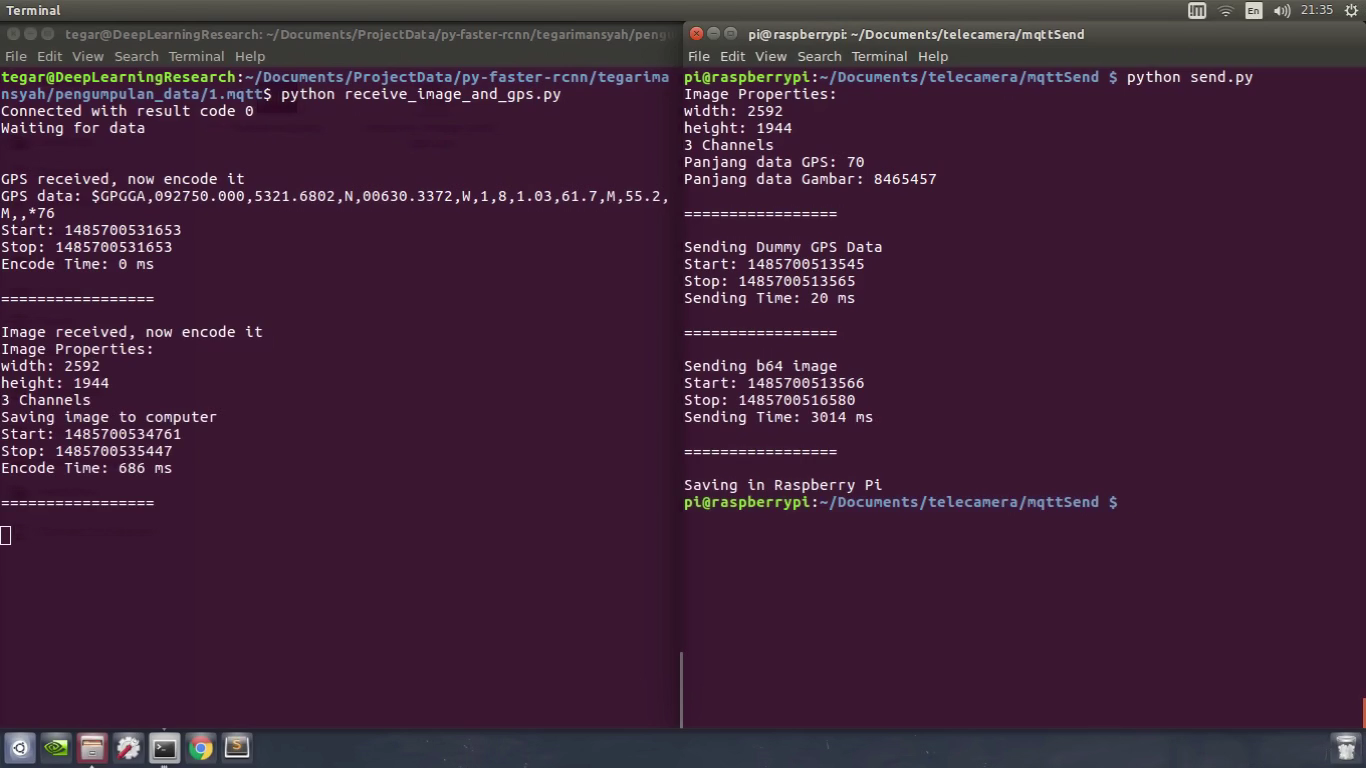 Terminal
En
21:35
tegar@DeepLearningResearch: ~/Documents/ProjectData/py-faster-rcnn/tegarimansyah/peng
File Edit View Search Terminal Help
tegar@DeepLearningResearch:~/Documents/ProjectData/py-faster-rcnn/tegarima
nsyah/pengumpulan_data/1.mqtt$ python receive_image_and_gps.py
Connected with result code 0
Waiting for data
GPS received, now encode it
GPS data: $GPGGA,092750.000,5321.6802,N,00630.3372,W,1,8,1.03,61.7,M,55.2,
M,,*76
Start: 1485700531653
Stop: 1485700531653
Encode Time: 0 ms
=================
Image received, now encode it
Image Properties:
width: 2592
height: 1944
3 Channels
Saving image to computer
Start: 1485700534761
Stop: 1485700535447
Encode Time: 686 ms
=================
pi@raspberrypi: ~/Documents/telecamera/mqttSend
File Edit View Search Terminal Help
pi@raspberrypi:~/Documents/telecamera/mqttSend $ python send.py
Image Properties:
width: 2592
height: 1944
3 Channels
Panjang data GPS: 70
Panjang data Gambar: 8465457
=================
Sending Dummy GPS Data
Start: 1485700513545
Stop: 1485700513565
Sending Time: 20 ms
=================
Sending b64 image
Start: 1485700513566
Stop: 1485700516580
Sending Time: 3014 ms
=================
Saving in Raspberry Pi
pi@raspberrypi:~/Documents/telecamera/mqttSend $